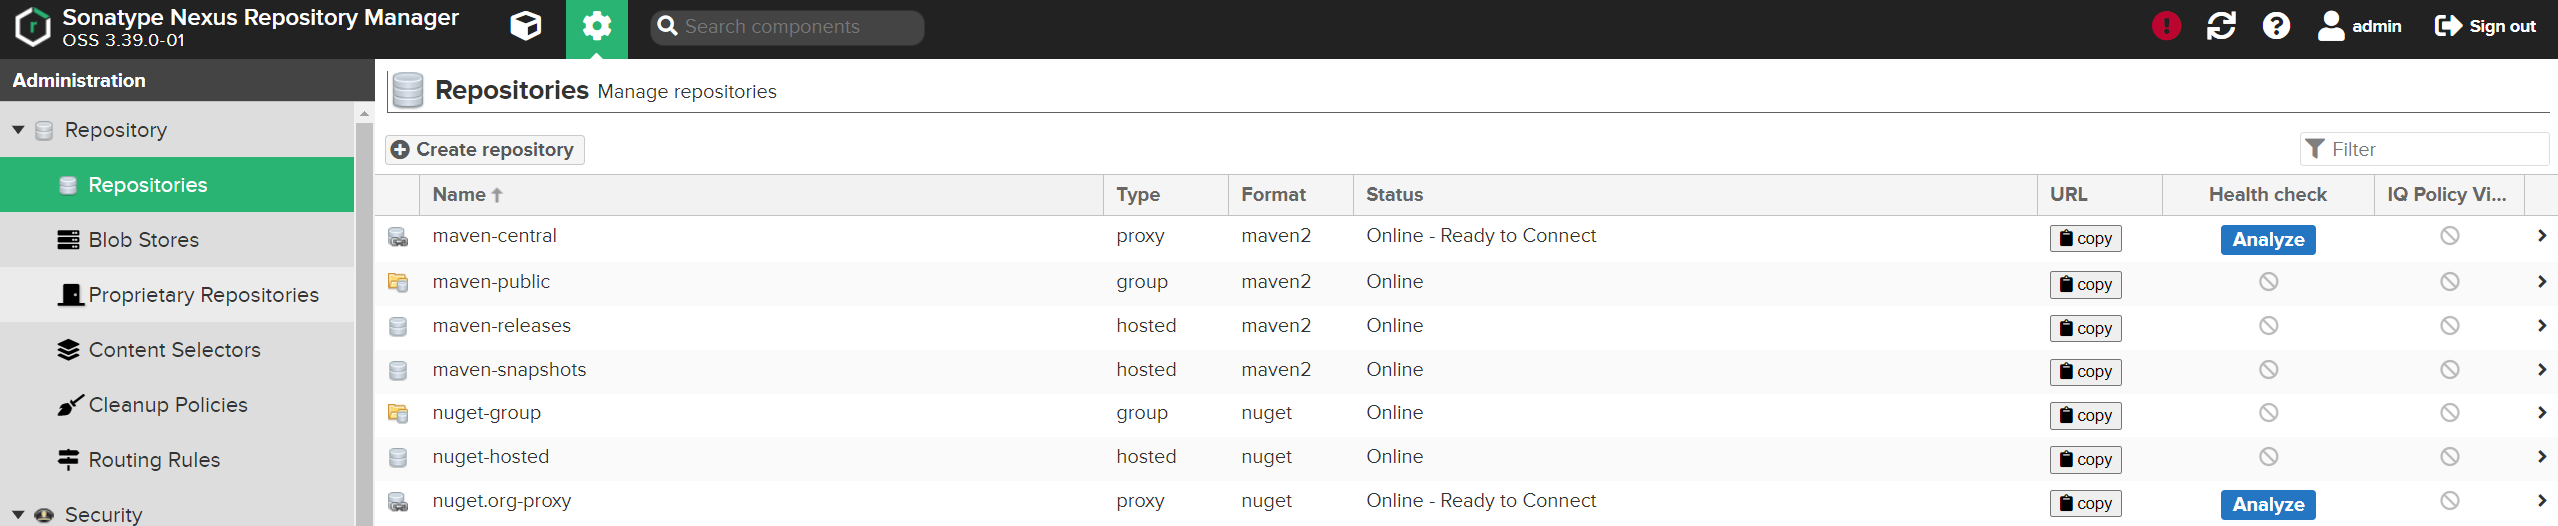 Sonatype Nexus Repository Manager
OSS 3.39.0-01
Search components
admin
Sign out
Administration
Repository
Repositories
Blob Stores
Proprietary Repositories
Content Selectors
Cleanup Policies
Routing Rules
Security
Repositories Manage repositories
Create repository
Filter
Name Type Format Status URL Health check IQ Policy Vi...
maven-central proxy maven2 Online - Ready to Connect copy Analyze
maven-public group maven2 Online copy
maven-releases hosted maven2 Online copy
maven-snapshots hosted maven2 Online copy
nuget-group group nuget Online copy
nuget-hosted hosted nuget Online copy
nuget.org-proxy proxy nuget Online - Ready to Connect copy Analyze